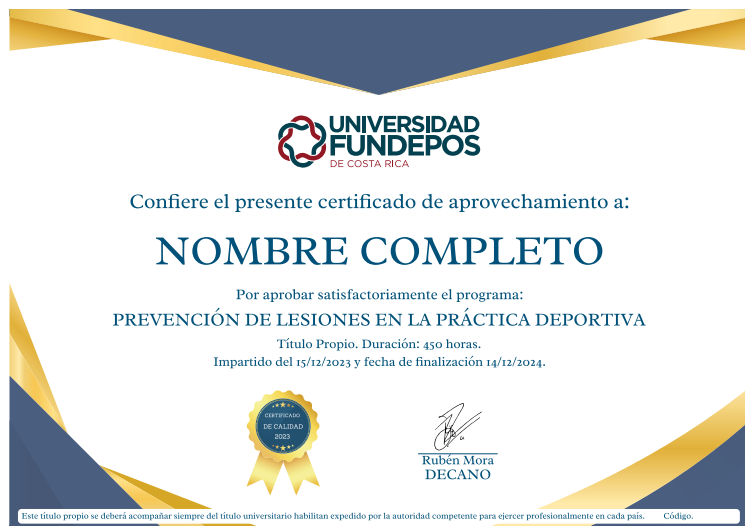 UNIVERSIDAD
FUNDEPOS
DE COSTA RICA
Confiere el presente certificado de aprovechamiento a:
NOMBRE COMPLETO
Por aprobar satisfactoriamente el programa:
PREVENCIÓN DE LESIONES EN LA PRÁCTICA DEPORTIVA
Título Propio. Duración: 450 horas.
Impartido del 15/12/2023 y fecha de finalización 14/12/2024.
CERTIFICADO
DE CALIDAD
2023
Rubén Mora
DECANO
Este título propio se deberá acompañar siempre del título universitario habilitan expedido por la autoridad competente para ejercer profesionalmente en cada país. Código.